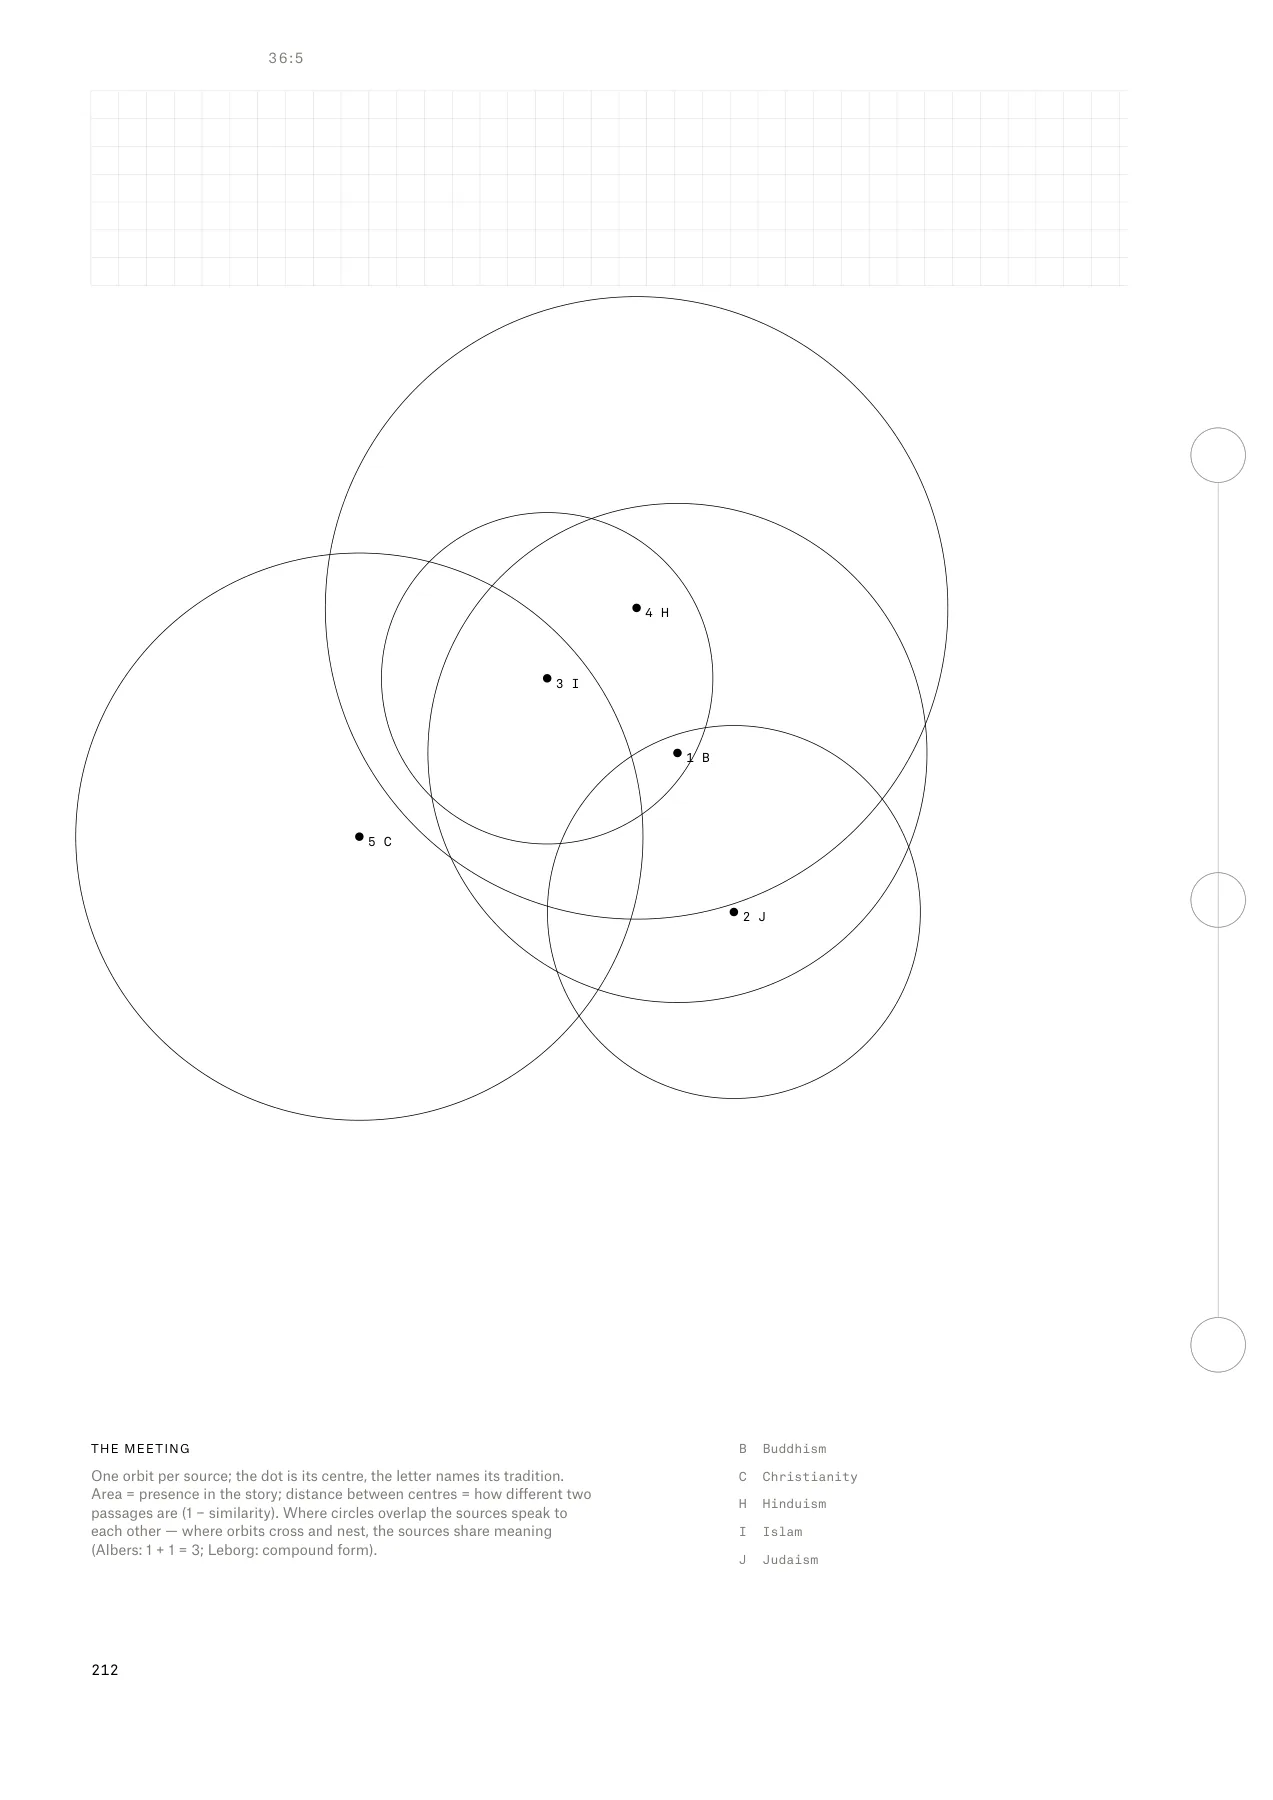 36:5
4 H
3 I
1 B
5 C
2 J
THE MEETING
One orbit per source; the dot is its centre, the letter names its tradition.
Area = presence in the story; distance between centres = how different two
passages are (1 − similarity). Where circles overlap the sources speak to
each other — where orbits cross and nest, the sources share meaning
(Albers: 1 + 1 = 3; Leborg: compound form).
B Buddhism
C Christianity
H Hinduism
I Islam
J Judaism
212